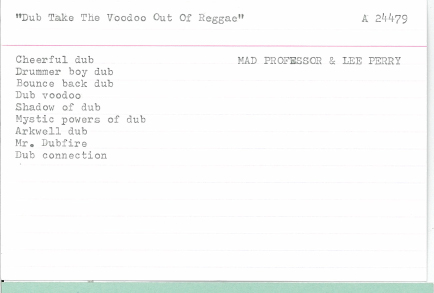 "Dub Take The Voodoo Out Of Reggae" A 24479
Cheerful dub MAD PROFESSOR & LEE PERRY
Drummer boy dub
Bounce back dub
Dub voodoo
Shadow of dub
Mystic powers of dub
Arkwell dub
Mr. Dubfire
Dub connection